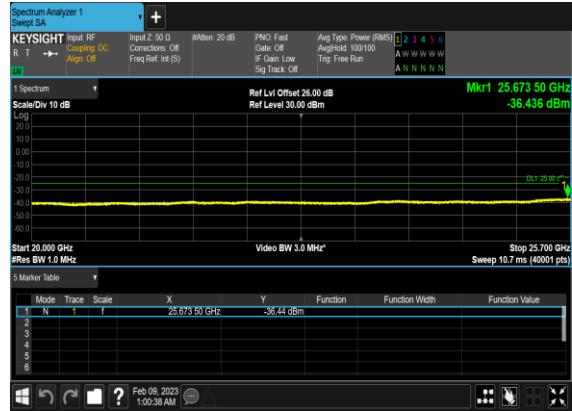 Spectrum Analyzer 1
Swept SA
+
KEYSIGHT Input: RF Input Z: 50 Ω #Atten: 20 dB PNO: Fast Avg Type: Power (RMS) 1 2 3 4 5 6
R T Coupling: DC Corrections: Off Gate: Off Avg|Hold: 100/100 A W W W W W
Align: Off Freq Ref: Int (S) IF Gain: Low Trig: Free Run
Sig Track: Off A N N N N N
1 Spectrum
Ref Lvl Offset 26.00 dB Mkr1 25.673 50 GHz
Scale/Div 10 dB Ref Level 30.00 dBm -36.436 dBm
Log
20.0
10.0
0.00
-10.0
-20.0
DL1 -25.00
-30.0 1
-40.0
-50.0
-60.0
Start 20.000 GHz Video BW 3.0 MHz* Stop 25.700 GHz
#Res BW 1.0 MHz Sweep 10.7 ms (40001 pts)
5 Marker Table
Mode Trace Scale X Y Function Function Width Function Value
1 N 1 f 25.673 50 GHz -36.44 dBm
2
3
4
5
6
? Feb 09, 2023
1:00:38 AM